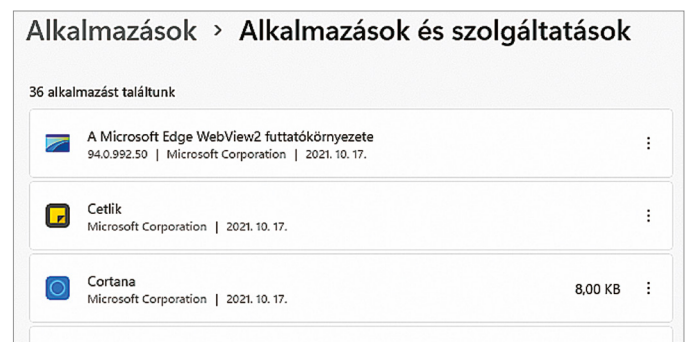 Alkalmazások > Alkalmazások és szolgáltatások
36 alkalmazást találtunk
A Microsoft Edge WebView2 futtatókörnyezete
94.0.992.50 | Microsoft Corporation | 2021. 10. 17.
Cetlik
Microsoft Corporation | 2021. 10. 17.
Cortana
8,00 KB
Microsoft Corporation | 2021. 10. 17.